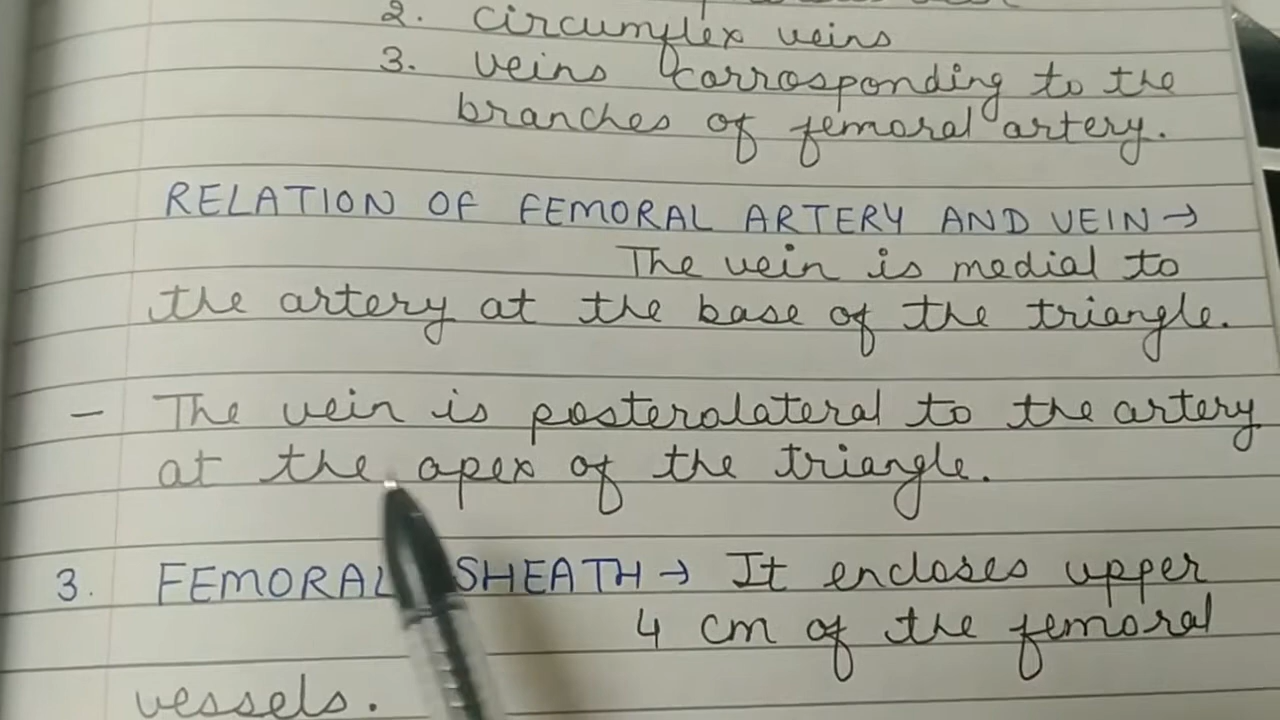 2. circumflex veins
3. veins corrosponding to the
branches of femoral artery.
RELATION OF FEMORAL ARTERY AND VEIN →
The vein is medial to
the artery at the base of the triangle.
- The vein is posterolateral to the artery
at the apex of the triangle.
3. FEMORAL SHEATH → It encloses upper
4 cm of the femoral
vessels.